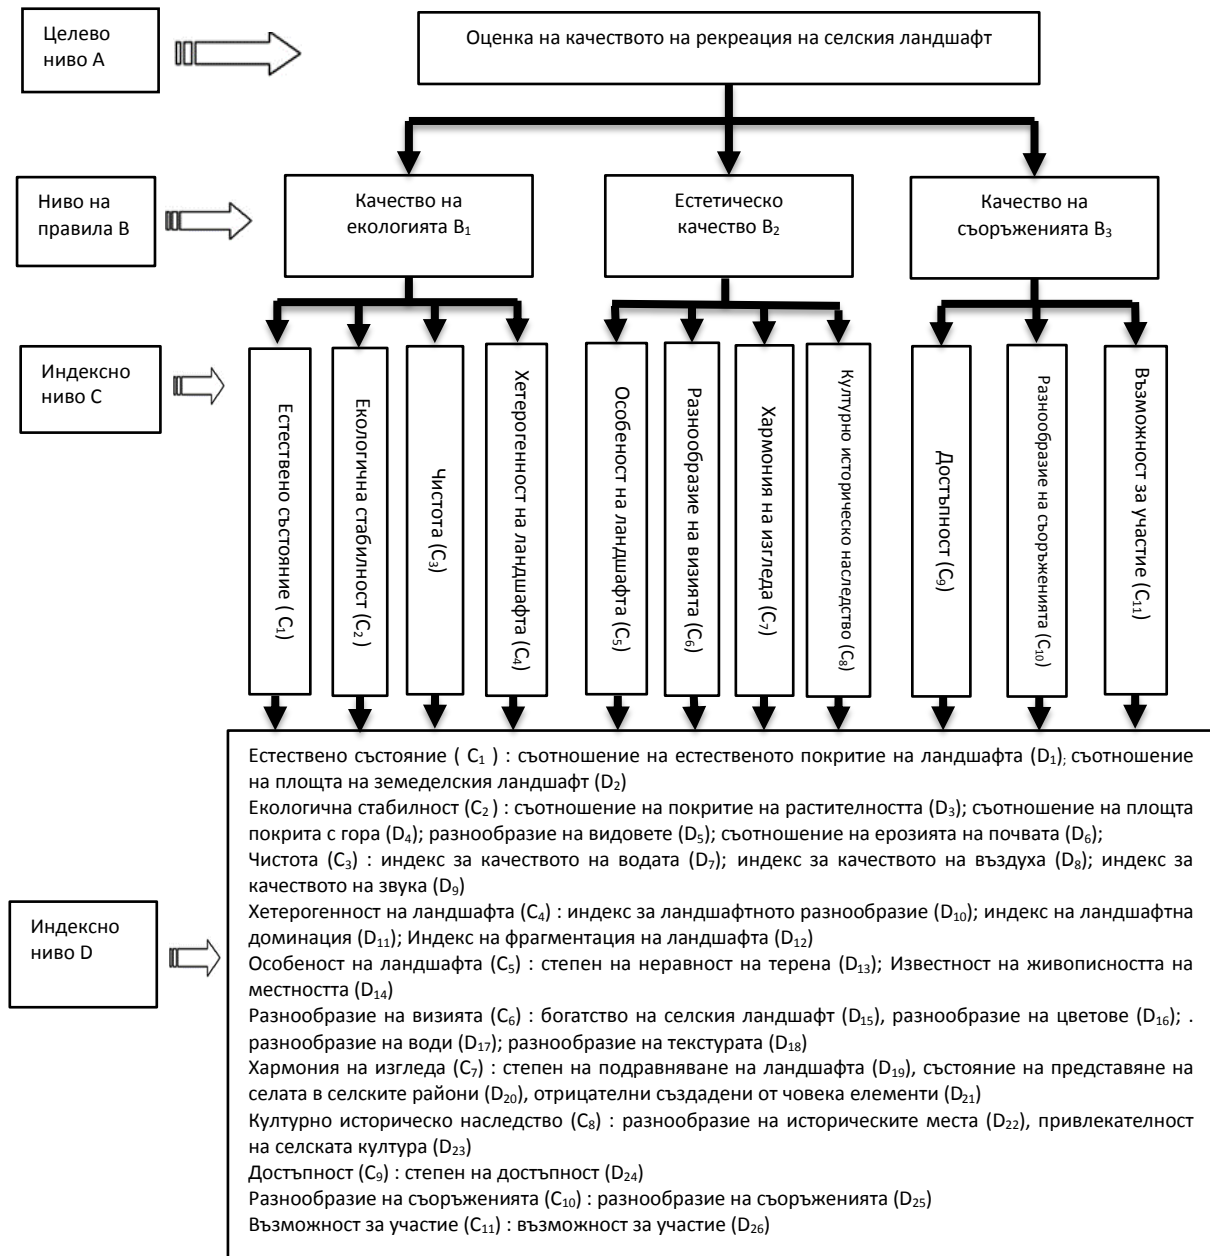 Целево
ниво А
Оценка на качеството на рекреация на селския ландшафт
Ниво на
правила В
Качество на
екологията B₁
Естетическо
качество B₂
Качество на
съоръженията B₃
Индексно
ниво С
Естествено състояние ( C₁)
Екологична стабилност (C₂ )
Чистота (C₃)
Хетерогенност на ландшафта (C₄)
Особеност на ландшафта (C₅)
Разнообразие на визията (C₆)
Хармония на изгледа (C₇)
Културно историческо наследство (C₈)
Достъпност (C₉)
Разнообразие на съоръженията (C₁₀)
Възможност за участие (C₁₁)
Индексно
ниво D
Естествено състояние ( C₁ ) : съотношение на естественото покритие на ландшафта (D₁); съотношение
на площта на земеделския ландшафт (D₂)
Екологична стабилност (C₂ ) : съотношение на покритие на растителността (D₃); съотношение на площта
покрита с гора (D₄); разнообразие на видовете (D₅); съотношение на ерозията на почвата (D₆);
Чистота (C₃) : индекс за качеството на водата (D₇); индекс за качеството на въздуха (D₈); индекс за
качеството на звука (D₉)
Хетерогенност на ландшафта (C₄) : индекс за ландшафтното разнообразие (D₁₀); индекс на ландшафтна
доминация (D₁₁); Индекс на фрагментация на ландшафта (D₁₂)
Особеност на ландшафта (C₅) : степен на неравност на терена (D₁₃); Известност на живописността на
местността (D₁₄)
Разнообразие на визията (C₆) : богатство на селския ландшафт (D₁₅), разнообразие на цветове (D₁₆); .
разнообразие на води (D₁₇); разнообразие на текстурата (D₁₈)
Хармония на изгледа (C₇) : степен на подравняване на ландшафта (D₁₉), състояние на представяне на
селата в селските райони (D₂₀), отрицателни създадени от човека елементи (D₂₁)
Културно историческо наследство (C₈) : разнообразие на историческите места (D₂₂), привлекателност
на селската култура (D₂₃)
Достъпност (C₉) : степен на достъпност (D₂₄)
Разнообразие на съоръженията (C₁₀) : разнообразие на съоръженията (D₂₅)
Възможност за участие (C₁₁) : възможност за участие (D₂₆)